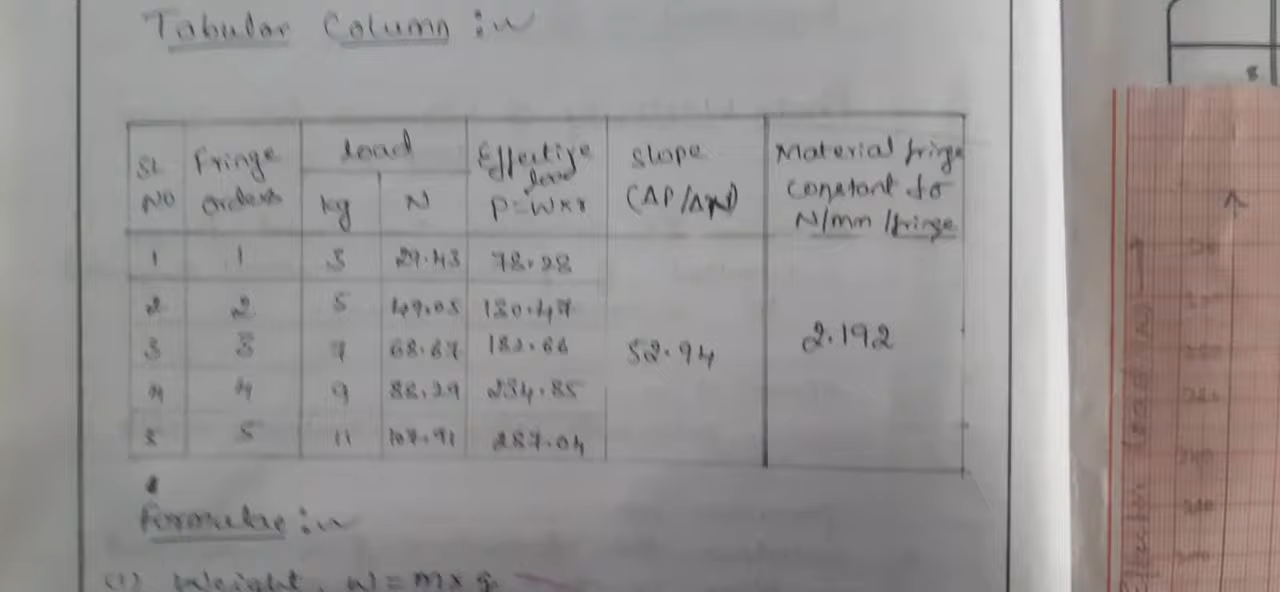 Tabular Column :~
Sl. No | Fringe orders | Load kg | Load N | Effective load P=W×r | Slope (ΔP/ΔN) | Material fringe constant fσ N/mm/fringe
1 | 1 | 3 | 29.43 | 78.28
2 | 2 | 5 | 49.05 | 130.47
3 | 3 | 7 | 68.67 | 182.66 | 52.94 | 2.192
4 | 4 | 9 | 88.29 | 234.85
5 | 5 | 11 | 107.91 | 287.04
Formulae :~
(1) Weight, W = m×g